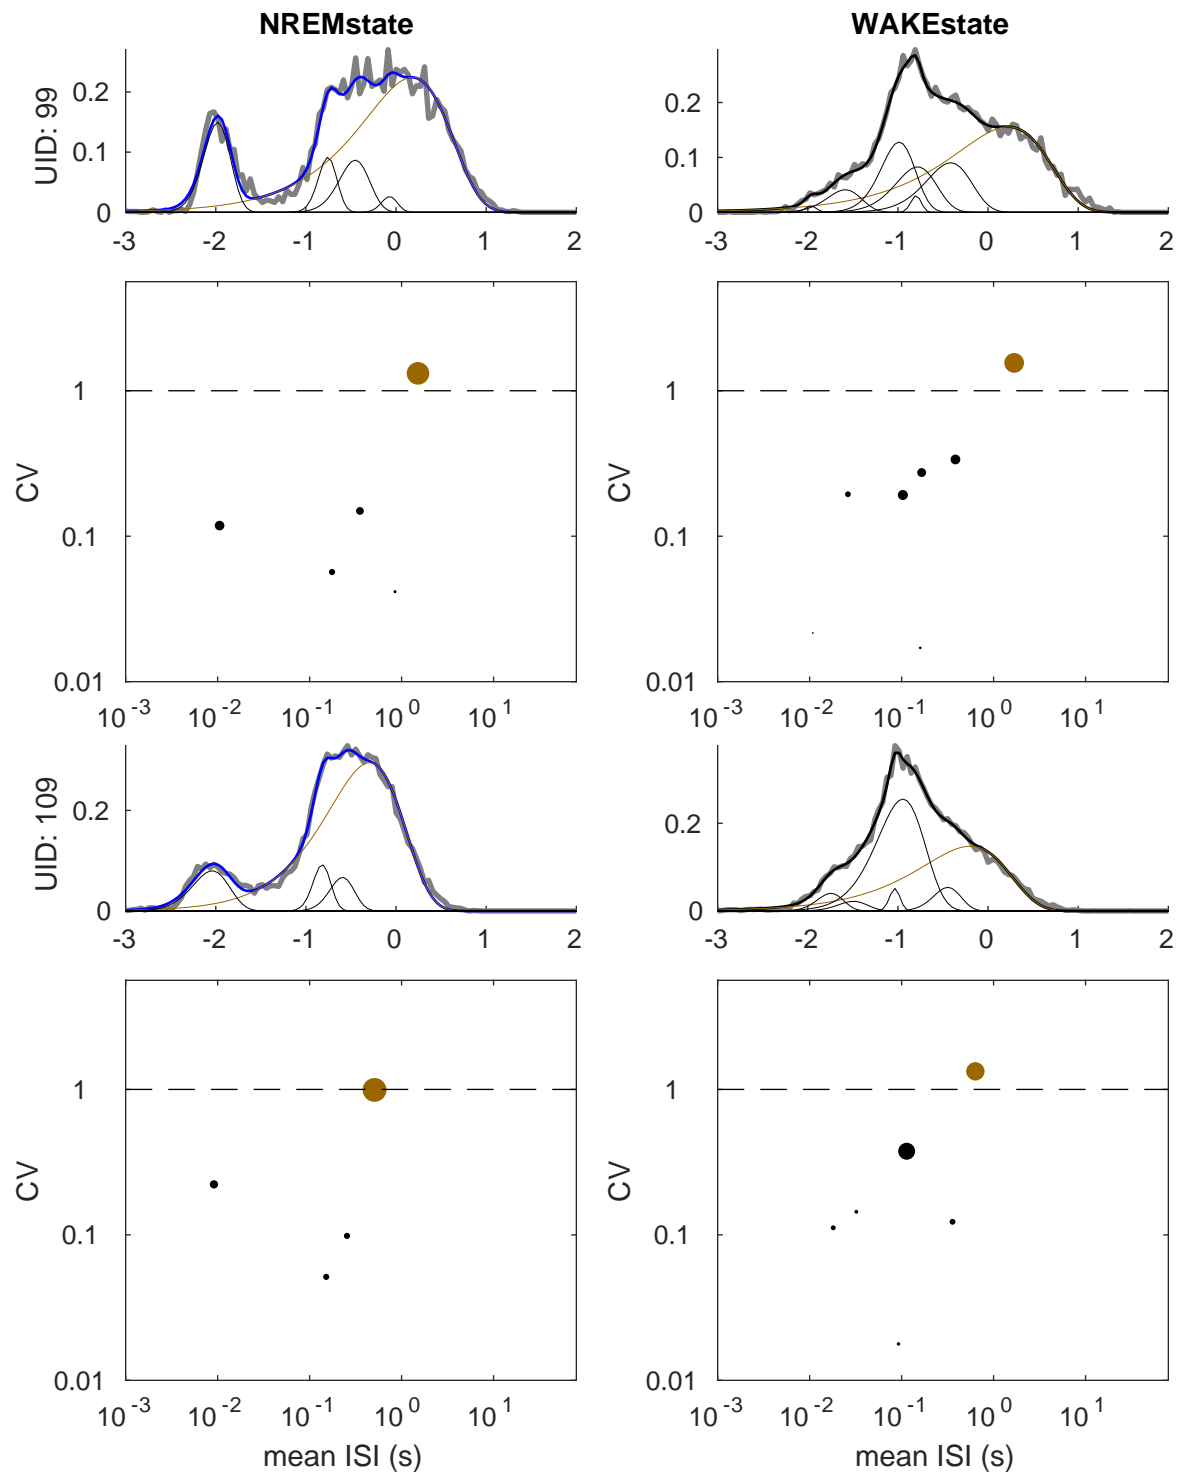 NREMstate WAKEstate
UID: 99
0.2 0.2
0.1 0.1
0 0
-3 -2 -1 0 1 2 -3 -2 -1 0 1 2
CV CV
1 1
0.1 0.1
0.01 0.01
10^-3 10^-2 10^-1 10^0 10^1 10^-3 10^-2 10^-1 10^0 10^1
UID: 109
0.2 0.2
0 0
-3 -2 -1 0 1 2 -3 -2 -1 0 1 2
CV CV
1 1
0.1 0.1
0.01 0.01
10^-3 10^-2 10^-1 10^0 10^1 10^-3 10^-2 10^-1 10^0 10^1
mean ISI (s) mean ISI (s)